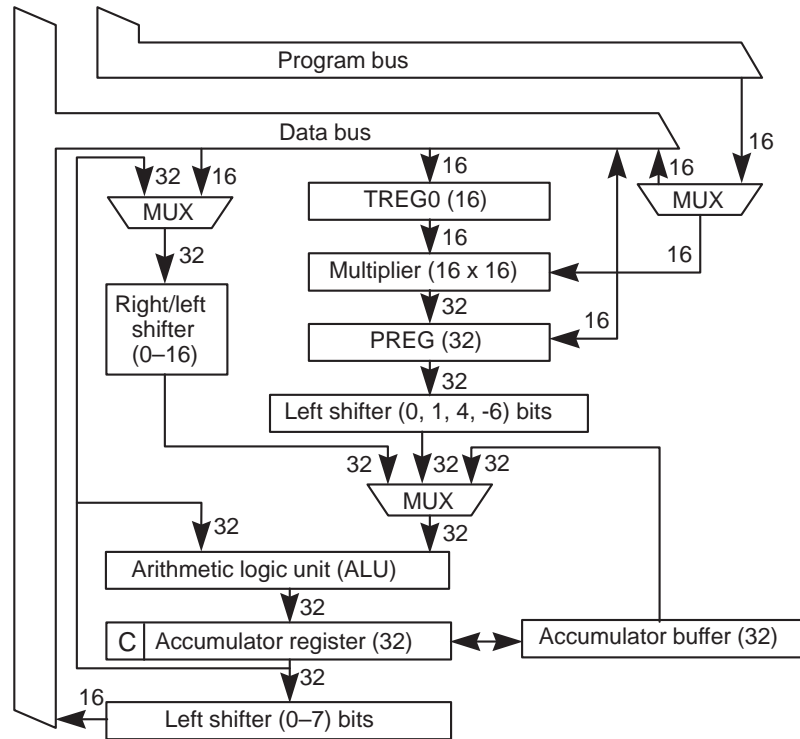 Program bus
Data bus
32
16
16
16
16
MUX
TREG0 (16)
MUX
16
32
Multiplier (16 x 16)
16
Right/left
shifter
(0–16)
32
PREG (32)
16
32
Left shifter (0, 1, 4, -6) bits
32
32
32
MUX
32
32
Arithmetic logic unit (ALU)
32
C
Accumulator register (32)
Accumulator buffer (32)
32
16
Left shifter (0–7) bits